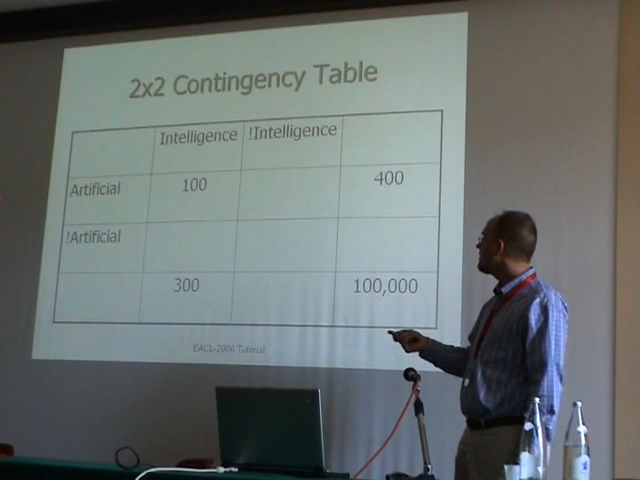 2x2 Contingency Table
Intelligence !Intelligence
Artificial 100 400
!Artificial
300 100,000
EACL-2006 Tutorial